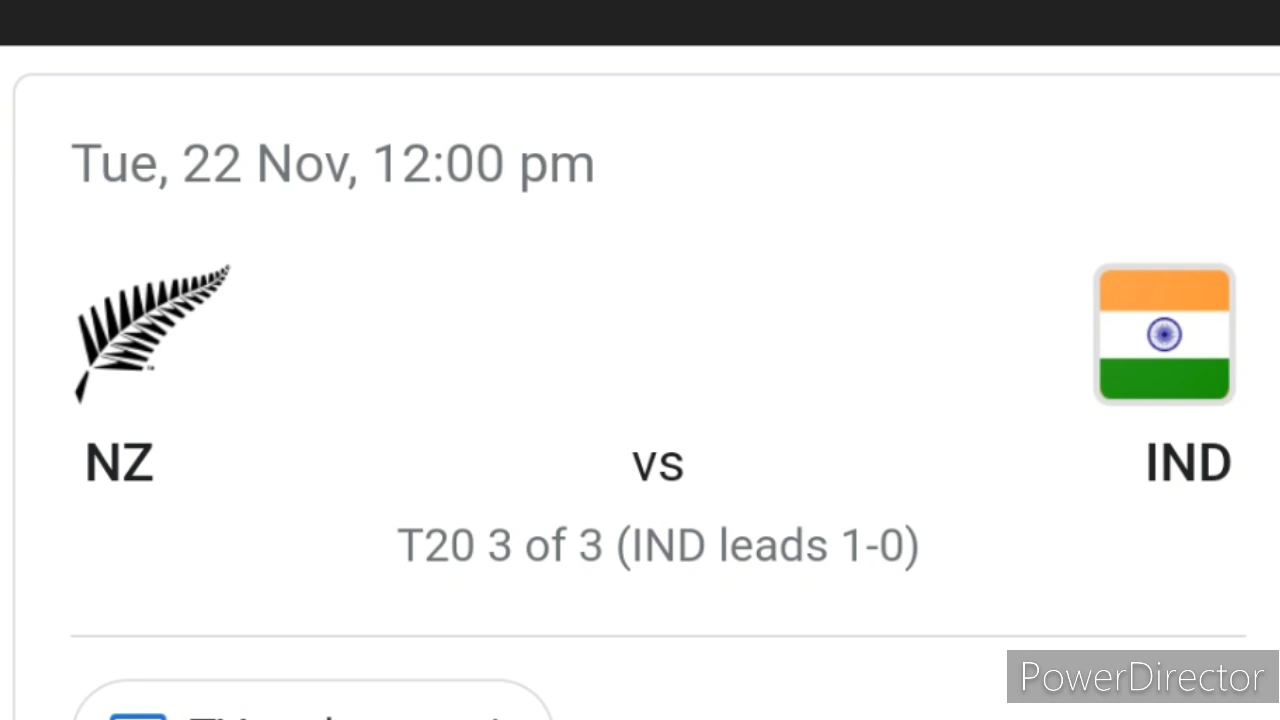 Tue, 22 Nov, 12:00 pm
NZ vs IND
T20 3 of 3 (IND leads 1-0)
PowerDirector